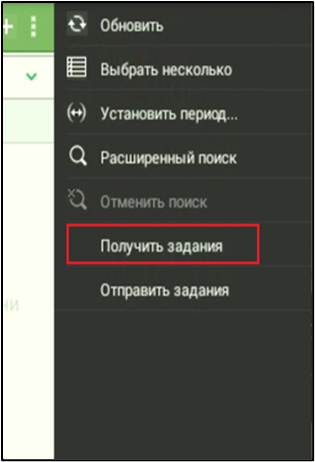 Обновить
Выбрать несколько
Установить период...
Расширенный поиск
Отменить поиск
Получить задания
Отправить задания